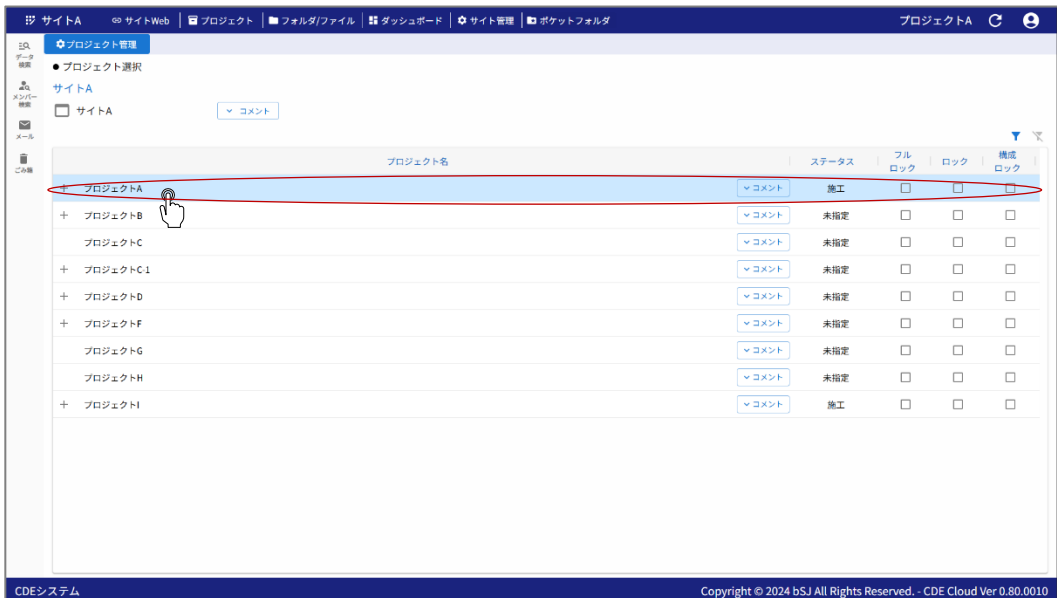 サイトA サイトWeb プロジェクト フォルダ/ファイル ダッシュボード サイト管理 ポケットフォルダ プロジェクトA
データ検索
メンバー検索
メール
ごみ箱
プロジェクト管理
● プロジェクト選択
サイトA
サイトA コメント
プロジェクト名 ステータス フルロック ロック 構成ロック
+ プロジェクトA コメント 施工
+ プロジェクトB コメント 未指定
プロジェクトC コメント 未指定
+ プロジェクトC-1 コメント 未指定
+ プロジェクトD コメント 未指定
+ プロジェクトF コメント 未指定
プロジェクトG コメント 未指定
プロジェクトH コメント 未指定
+ プロジェクトI コメント 施工
CDEシステム Copyright © 2024 bSJ All Rights Reserved. - CDE Cloud Ver 0.80.0010